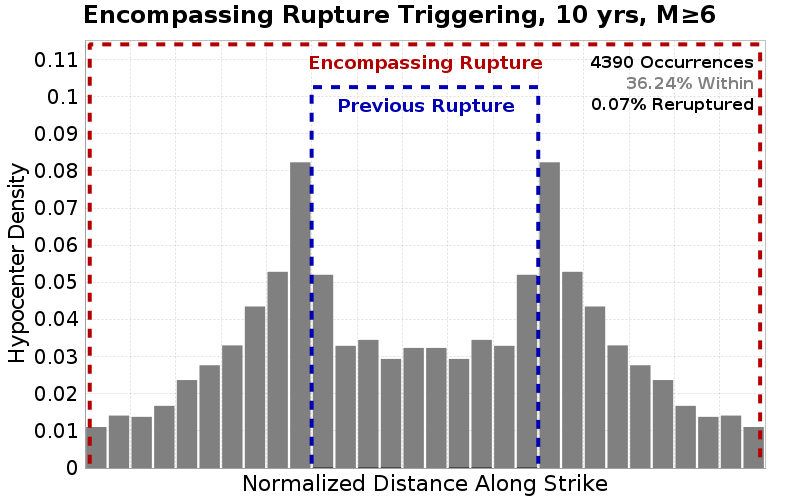 Encompassing Rupture Triggering, 10 yrs, M≥6
Encompassing Rupture
Previous Rupture
4390 Occurrences
36.24% Within
0.07% Reruptured
Hypocenter Density
0.11
0.1
0.09
0.08
0.07
0.06
0.05
0.04
0.03
0.02
0.01
0
Normalized Distance Along Strike